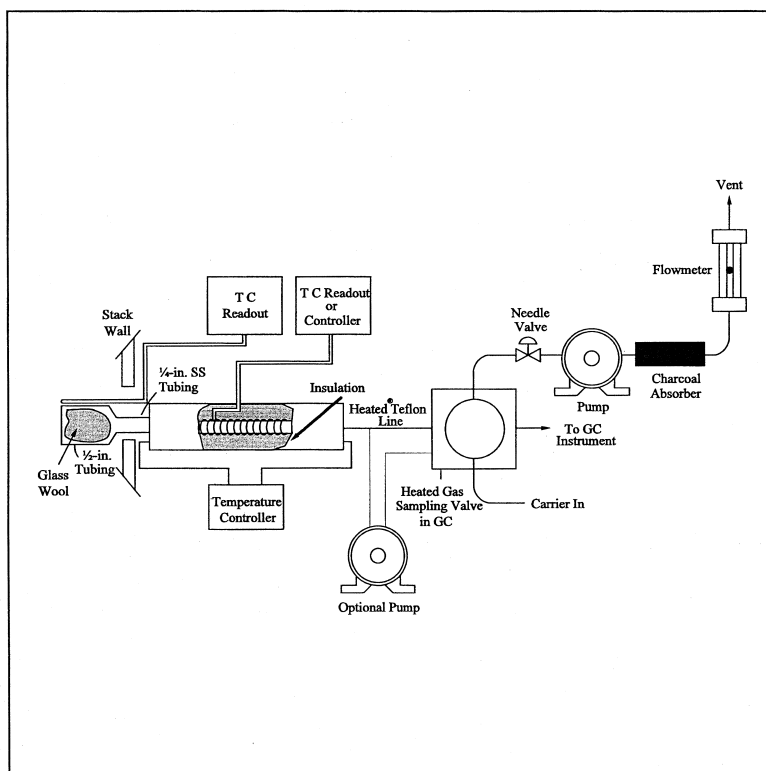 Vent
Flowmeter
T C
Readout
T C Readout
or
Controller
Stack
Wall
Needle
Valve
¼-in. SS
Tubing
Insulation
Heated ® Teflon
Line
Pump
Charcoal
Absorber
To GC
Instrument
½-in.
Tubing
Glass
Wool
Temperature
Controller
Heated Gas
Sampling Valve
in GC
Carrier In
Optional Pump